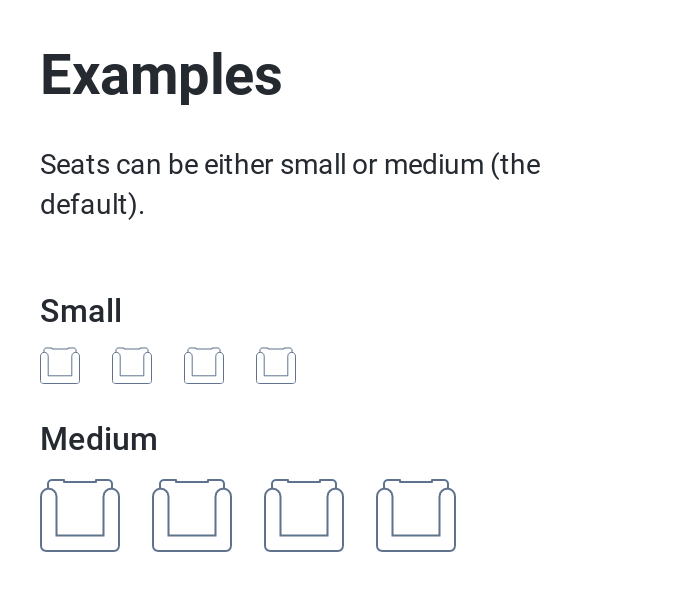 Examples
Seats can be either small or medium (the
default).
Small
Medium